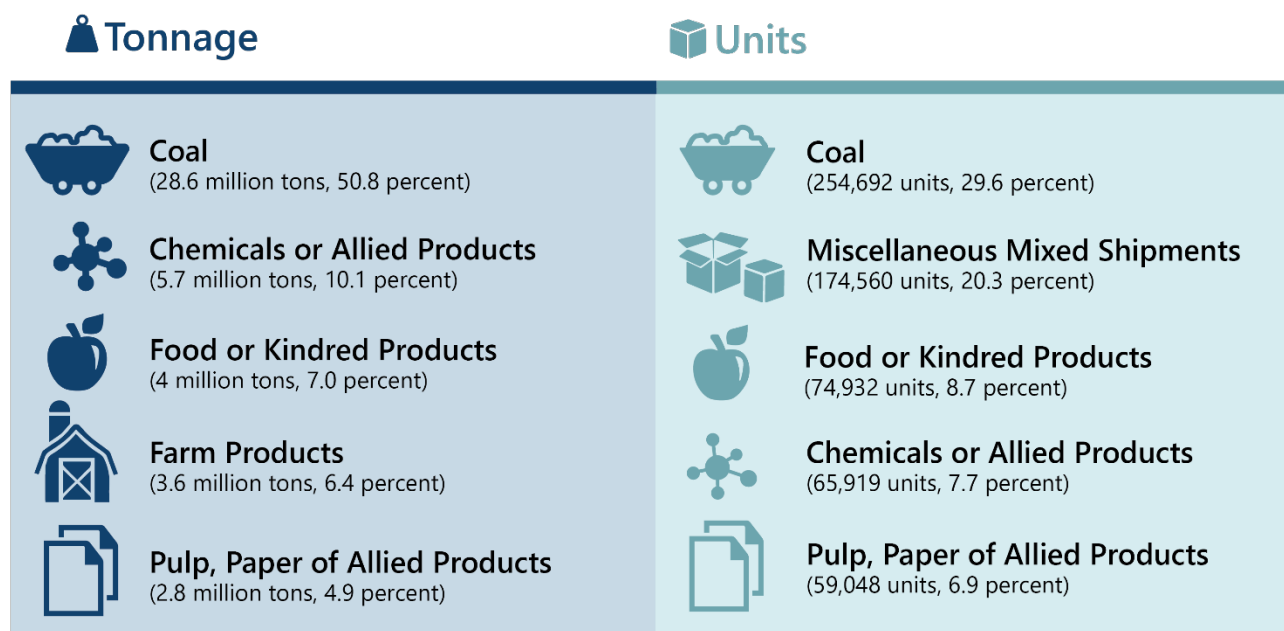 Tonnage
Coal
(28.6 million tons, 50.8 percent)
Chemicals or Allied Products
(5.7 million tons, 10.1 percent)
Food or Kindred Products
(4 million tons, 7.0 percent)
Farm Products
(3.6 million tons, 6.4 percent)
Pulp, Paper of Allied Products
(2.8 million tons, 4.9 percent)
Units
Coal
(254,692 units, 29.6 percent)
Miscellaneous Mixed Shipments
(174,560 units, 20.3 percent)
Food or Kindred Products
(74,932 units, 8.7 percent)
Chemicals or Allied Products
(65,919 units, 7.7 percent)
Pulp, Paper of Allied Products
(59,048 units, 6.9 percent)